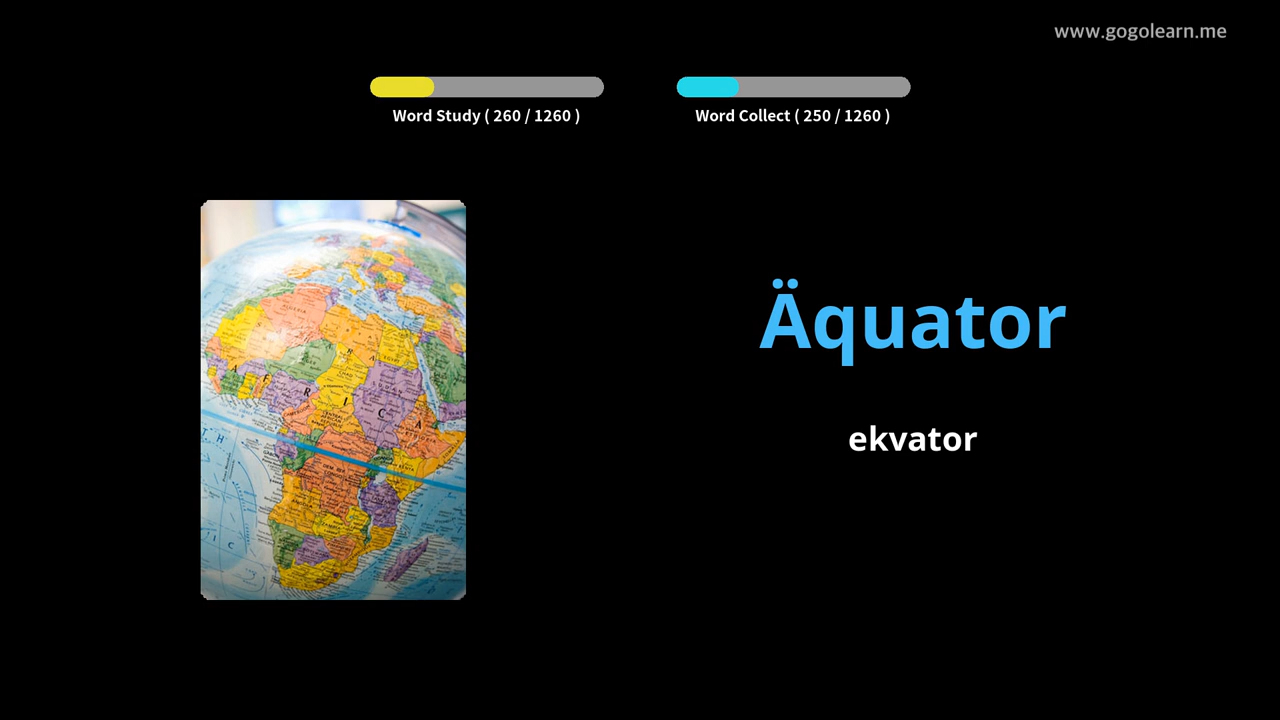 www.gogolearn.me
Word Study ( 260 / 1260 )
Word Collect ( 250 / 1260 )
Äquator
ekvator
A F R I C A